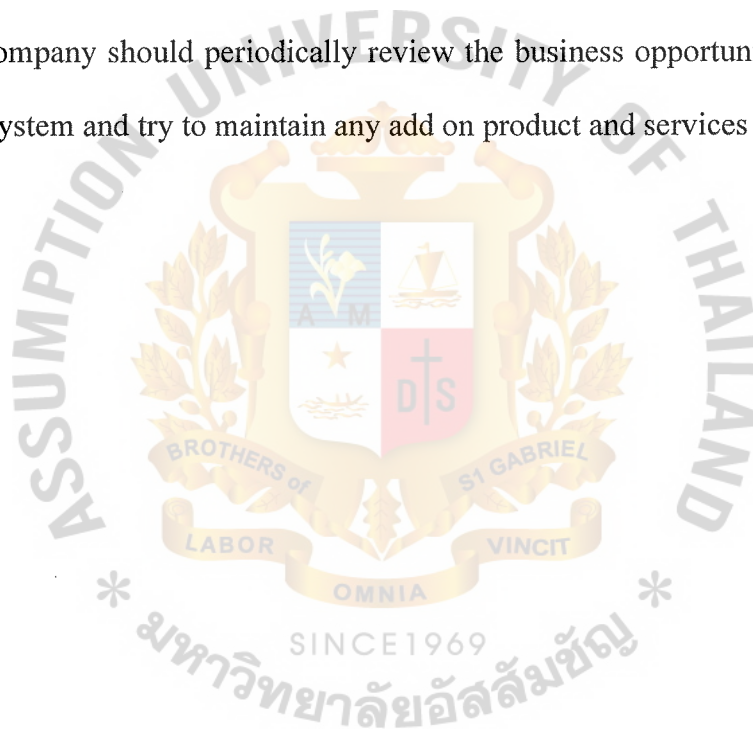 ompany should periodically review the business opportun
ystem and try to maintain any add on product and services
ASSUMPTION UNIVERSITY OF THAILAND
A M
D S
BROTHERS of ST GABRIEL
LABOR OMNIA VINCIT
* SINCE1969 *
มหาวิทยาลัยอัสสัมชัญ